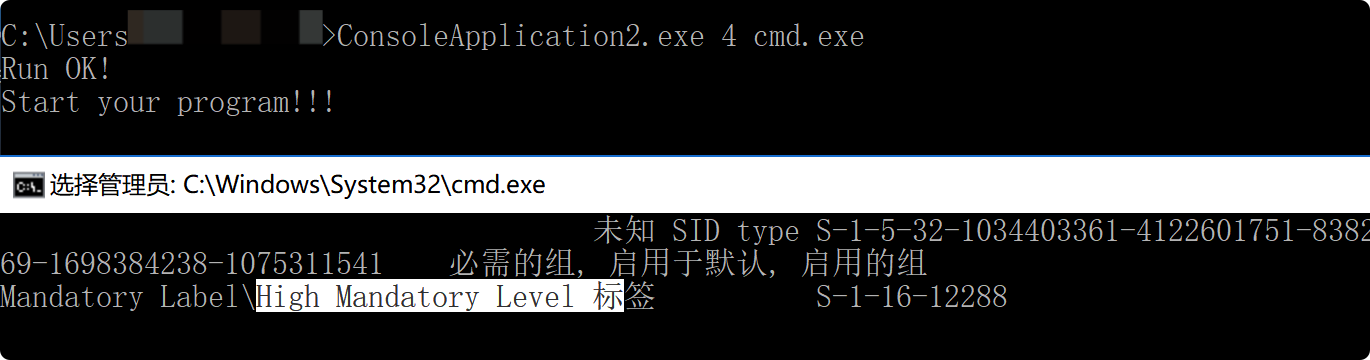 C:\Users >ConsoleApplication2.exe 4 cmd.exe
Run OK!
Start your program!!!
选择管理员: C:\Windows\System32\cmd.exe
未知 SID type S-1-5-32-1034403361-4122601751-8382
69-1698384238-1075311541 必需的组, 启用于默认, 启用的组
Mandatory Label\High Mandatory Level 标签 S-1-16-12288